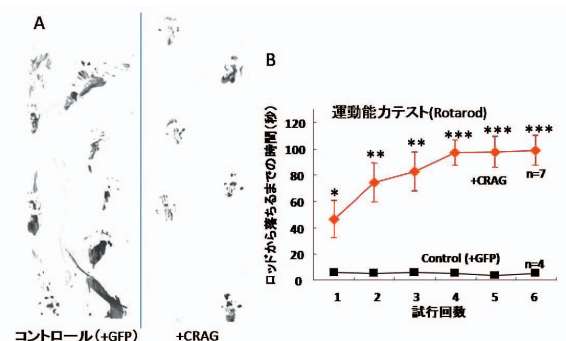 A
コントロール(+GFP)
+CRAG
B
運動能力テスト(Rotarod)
ロッドから落ちるまでの時間(秒)
120
100
80
60
40
20
0
*
**
**
***
***
***
+CRAG
n=7
Control (+GFP)
n=4
1 2 3 4 5 6
試行回数